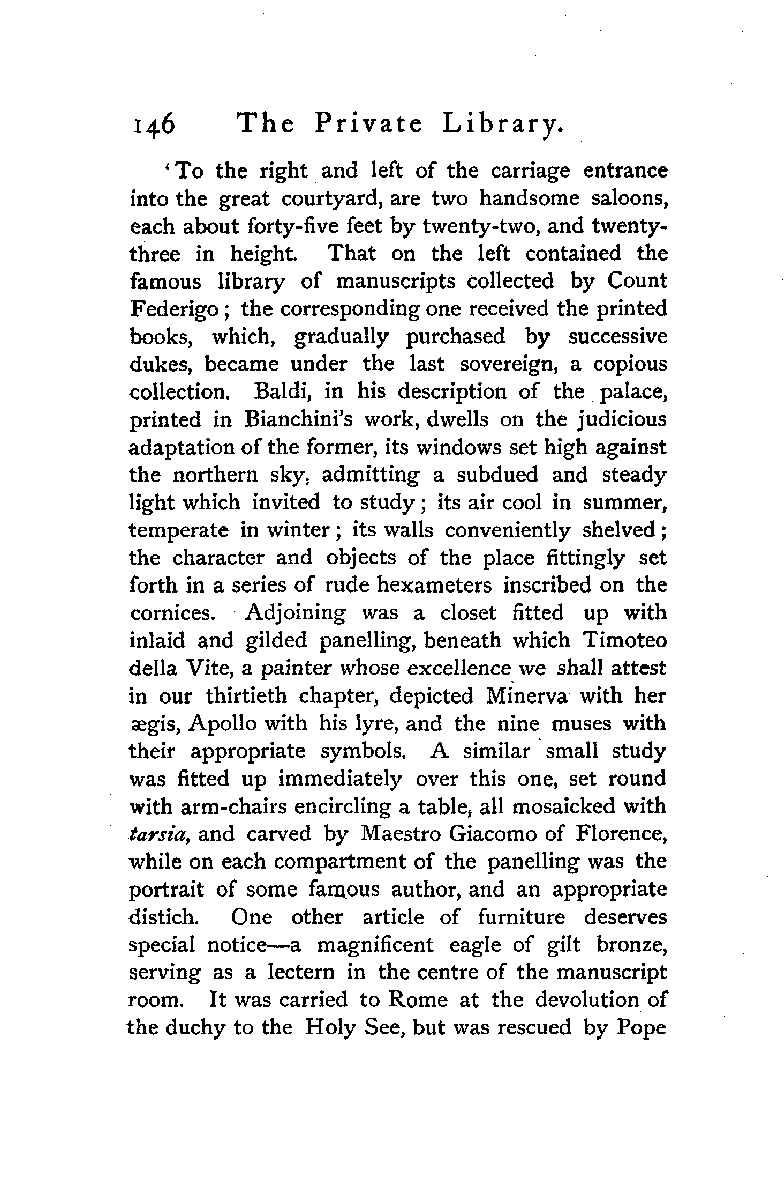 146 The Private Library.
‘To the right and left of the carriage entrance
into the great courtyard, are two handsome saloons,
each about forty-five feet by twenty-two, and twenty-
three in height. That on the left contained the
famous library of manuscripts collected by Count
Federigo; the corresponding one received the printed
books, which, gradually purchased by successive
dukes, became under the last sovereign, a copious
collection. Baldi, in his description of the palace,
printed in Bianchini's work, dwells on the judicious
adaptation of the former, its windows set high against
the northern sky, admitting a subdued and steady
light which invited to study; its air cool in summer,
temperate in winter; its walls conveniently shelved;
the character and objects of the place fittingly set
forth in a series of rude hexameters inscribed on the
cornices. Adjoining was a closet fitted up with
inlaid and gilded panelling, beneath which Timoteo
della Vite, a painter whose excellence we shall attest
in our thirtieth chapter, depicted Minerva with her
ægis, Apollo with his lyre, and the nine muses with
their appropriate symbols. A similar small study
was fitted up immediately over this one, set round
with arm-chairs encircling a table, all mosaicked with
tarsia, and carved by Maestro Giacomo of Florence,
while on each compartment of the panelling was the
portrait of some famous author, and an appropriate
distich. One other article of furniture deserves
special notice—a magnificent eagle of gilt bronze,
serving as a lectern in the centre of the manuscript
room. It was carried to Rome at the devolution of
the duchy to the Holy See, but was rescued by Pope